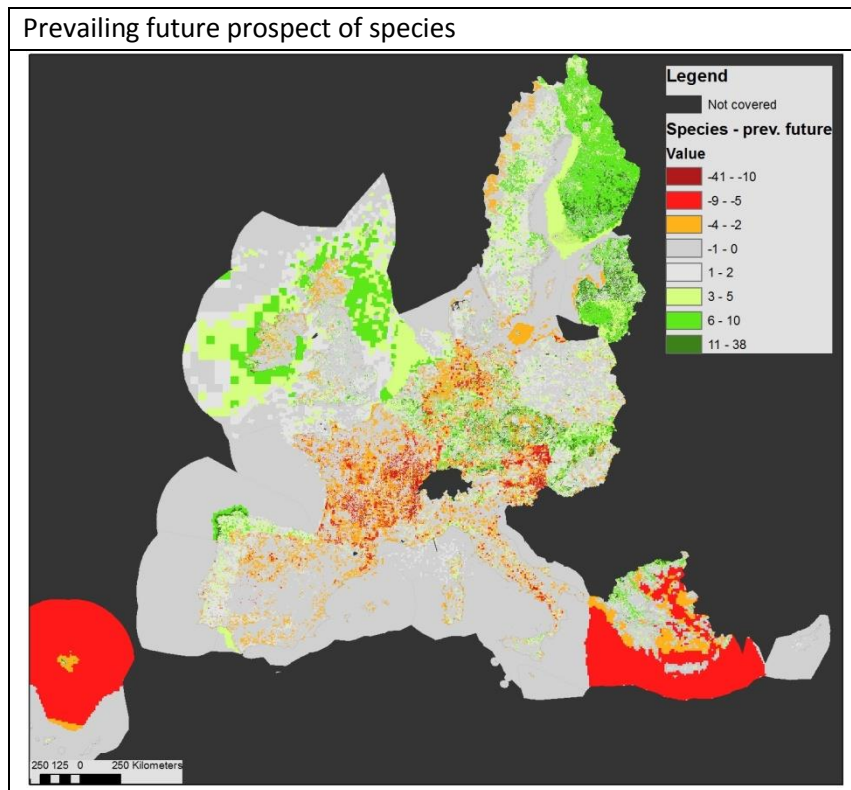 Prevailing future prospect of species
Legend
Not covered
Species - prev. future
Value
-41 - -10
-9 - -5
-4 - -2
-1 - 0
1 - 2
3 - 5
6 - 10
11 - 38
250 125 0 250 Kilometers